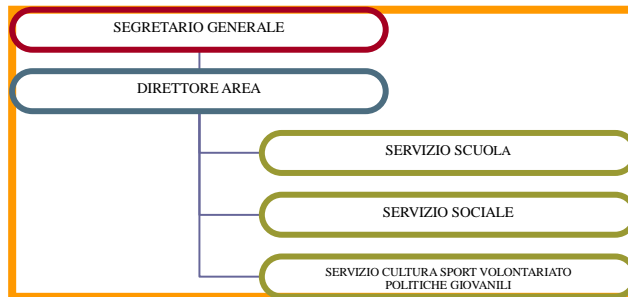 SEGRETARIO GENERALE
DIRETTORE AREA
SERVIZIO SCUOLA
SERVIZIO SOCIALE
SERVIZIO CULTURA SPORT VOLONTARIATO
POLITICHE GIOVANILI